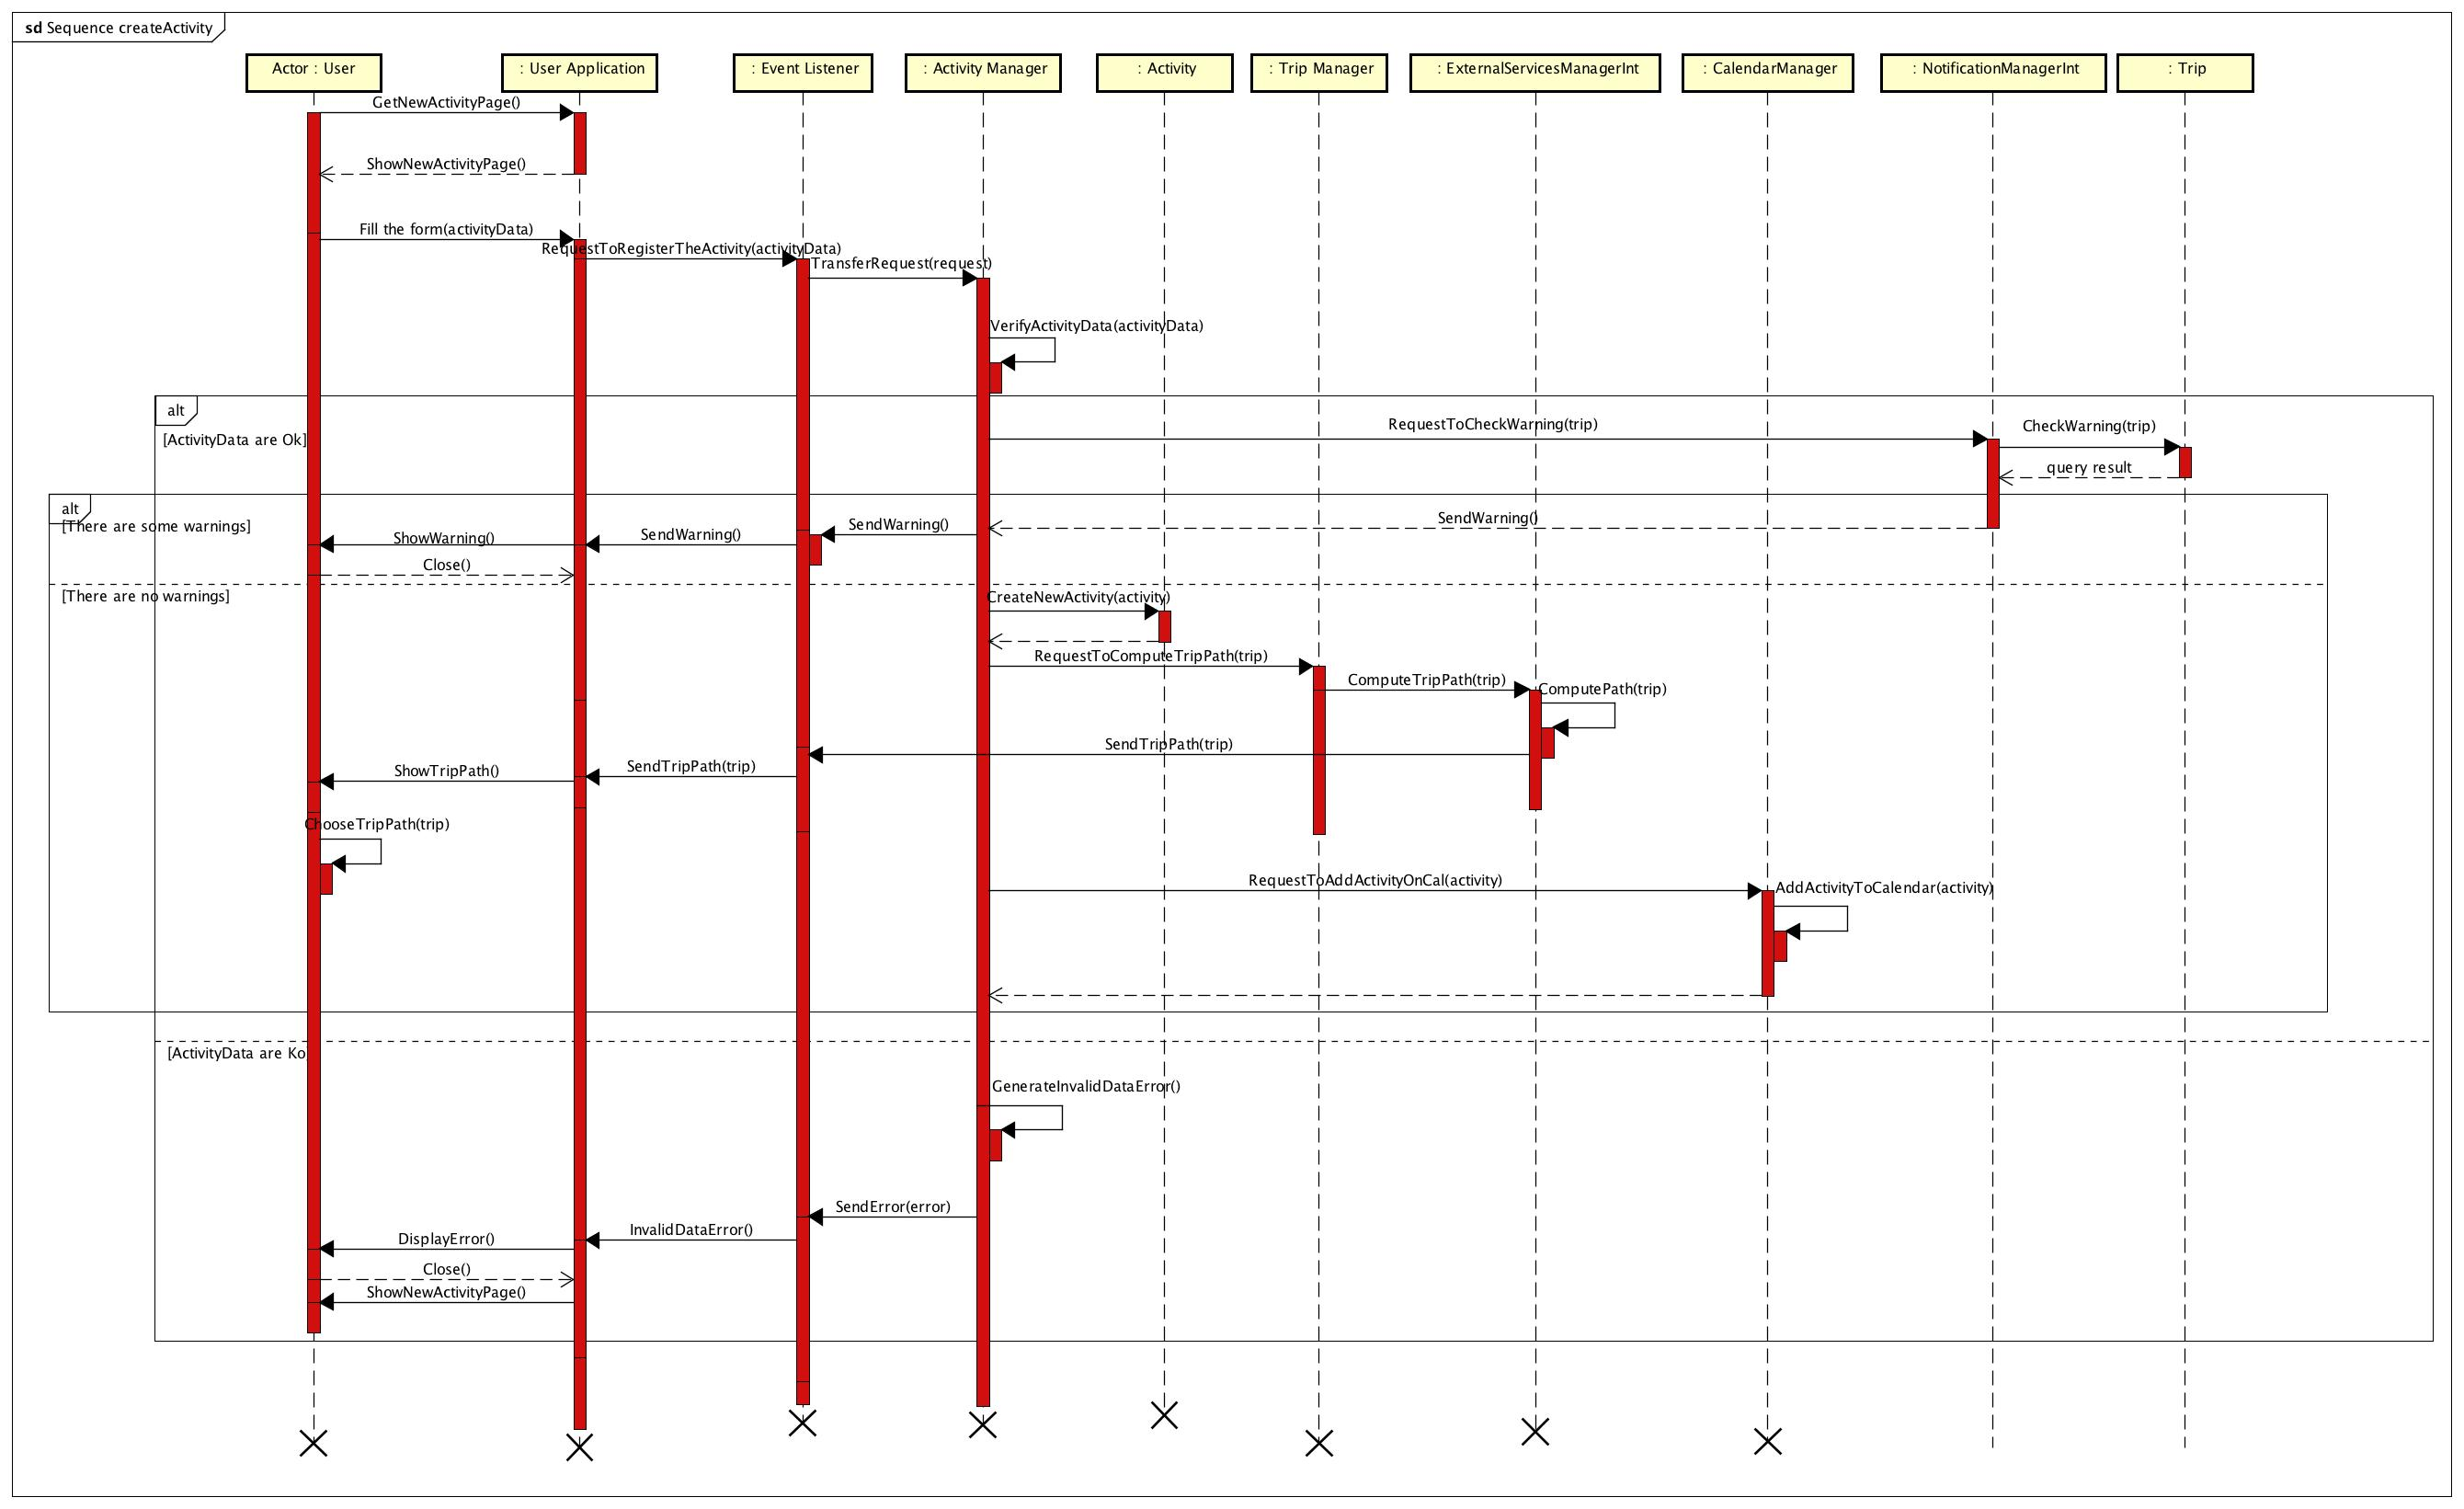 sd Sequence createActivity
Actor : User
: User Application
: Event Listener
: Activity Manager
: Activity
: Trip Manager
: ExternalServicesManagerInt
: CalendarManager
: NotificationManagerInt
: Trip
GetNewActivityPage()
ShowNewActivityPage()
Fill the form(activityData)
RequestToRegisterTheActivity(activityData)
TransferRequest(request)
VerifyActivityData(activityData)
alt
[ActivityData are Ok]
RequestToCheckWarning(trip)
CheckWarning(trip)
query result
alt
[There are some warnings]
SendWarning()
SendWarning()
SendWarning()
ShowWarning()
Close()
[There are no warnings]
CreateNewActivity(activity)
RequestToComputeTripPath(trip)
ComputeTripPath(trip)
ComputePath(trip)
SendTripPath(trip)
SendTripPath(trip)
ShowTripPath()
ChooseTripPath(trip)
RequestToAddActivityOnCal(activity)
AddActivityToCalendar(activity)
[ActivityData are Ko
GenerateInvalidDataError()
SendError(error)
InvalidDataError()
DisplayError()
Close()
ShowNewActivityPage()